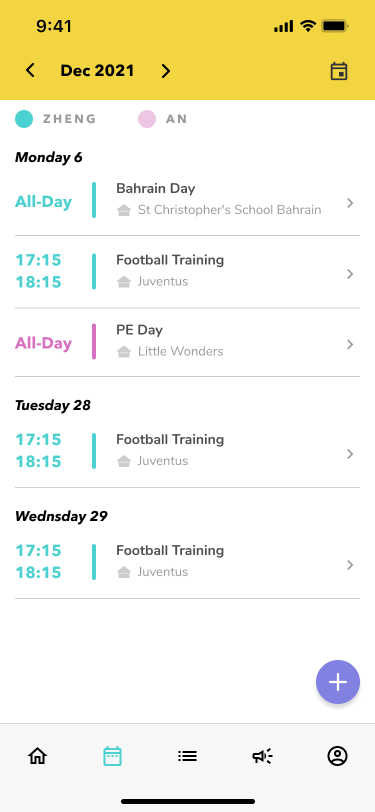 9:41
Dec 2021
ZHENG
AN
Monday 6
All-Day
Bahrain Day
St Christopher's School Bahrain
17:15
18:15
Football Training
Juventus
All-Day
PE Day
Little Wonders
Tuesday 28
17:15
18:15
Football Training
Juventus
Wednsday 29
17:15
18:15
Football Training
Juventus